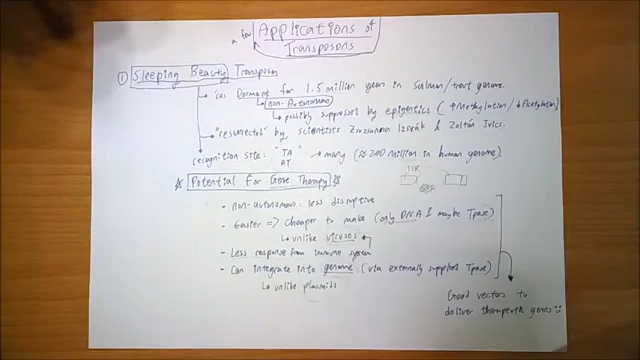 a few Applications of
Transposons
① Sleeping Beauty Transposon
Dormant for 1.5 million years in Salmon/trout genome.
non-Autonomous
possibly suppressed by epigentics (↑Methylation/↓Acetylation)
"resurected" by scientists Zsuzsanna Izsvák & Zoltán Ivics.
recognition site: "TA → many (≈ 200 million in human genome).
AT"
TIR
☆ Potential For Gene Therapy ☆
- non-autonomous: less disruptive
- Easier => Cheaper to make (only DNA & maybe Tpase)
↳ unlike viruses
- Less response from immune system
- Can integrate into genome (via externally supplied Tpase)
↳ unlike plasmids
Good vectors to
deliver therapeutic genes